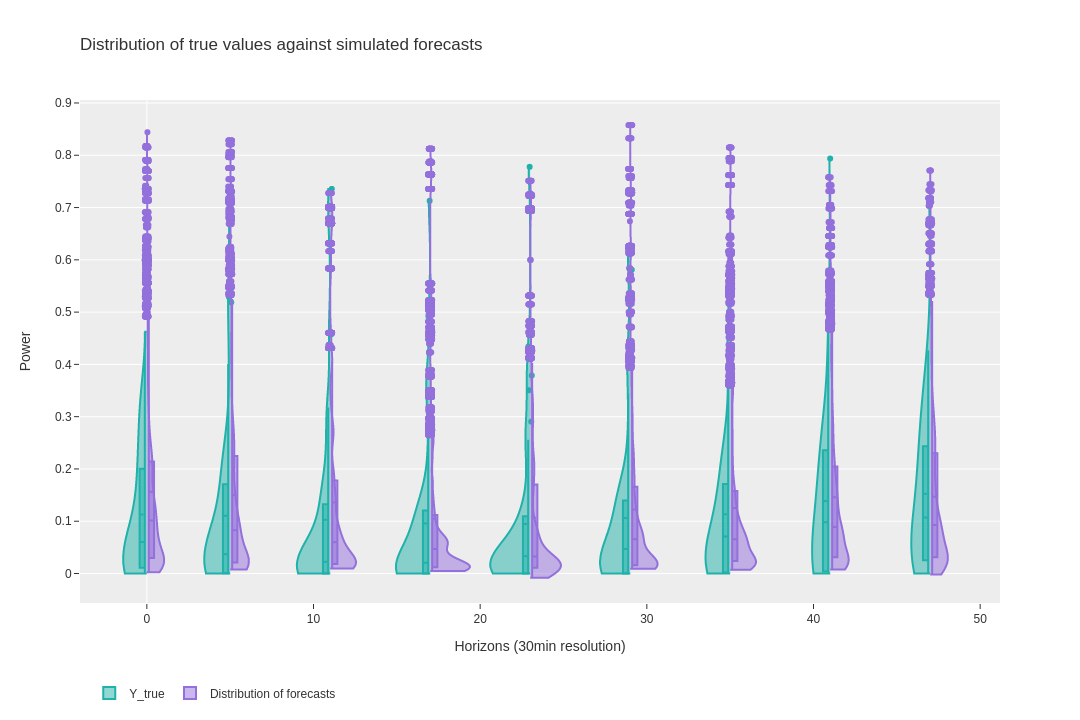 Distribution of true values against simulated forecasts
0.9
0.8
0.7
0.6
0.5
0.4
0.3
0.2
0.1
0
Power
0 10 20 30 40 50
Horizons (30min resolution)
Y_true Distribution of forecasts